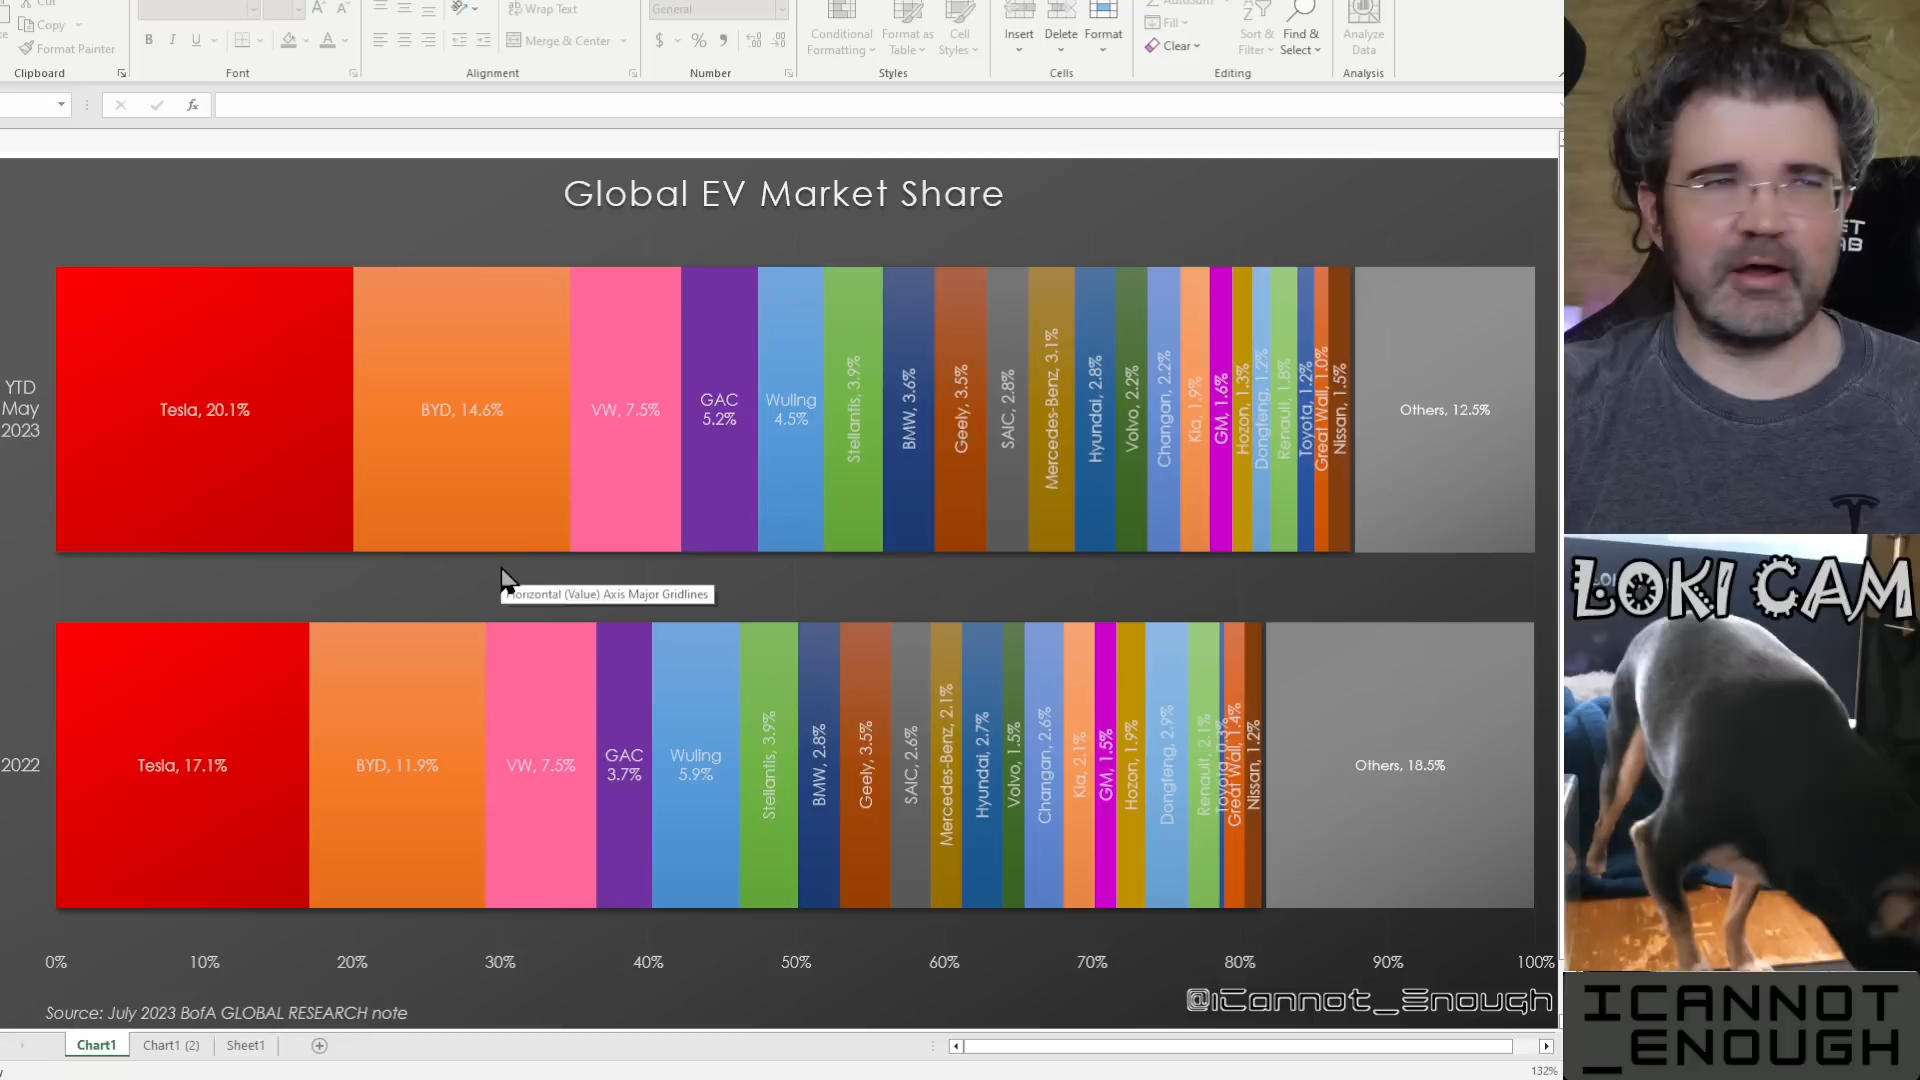 Cut
Copy
Format Painter
Clipboard
B I U
A A
A
Font
Wrap Text
Merge & Center
Alignment
General
$ % ,
Number
Conditional Formatting
Format as Table
Cell Styles
Styles
Insert
Delete
Format
Cells
AutoSum
Fill
Clear
Sort & Filter
Find & Select
Editing
Analyze Data
Analysis
fx
Global EV Market Share
YTD May 2023
Tesla, 20.1%
BYD, 14.6%
VW, 7.5%
GAC 5.2%
Wuling 4.5%
Stellantis, 3.9%
BMW, 3.6%
Geely, 3.5%
SAIC, 2.8%
Mercedes-Benz, 3.1%
Hyundai, 2.8%
Volvo, 2.2%
Changan, 2.2%
Kia, 1.9%
GM, 1.6%
Hozon, 1.3%
Dongfeng, 1.2%
Renault, 1.8%
Toyota, 1.2%
Great Wall, 1.0%
Nissan, 1.5%
Others, 12.5%
Horizontal (Value) Axis Major Gridlines
2022
Tesla, 17.1%
BYD, 11.9%
VW, 7.5%
GAC 3.7%
Wuling 5.9%
Stellantis, 3.9%
BMW, 2.8%
Geely, 3.5%
SAIC, 2.6%
Mercedes-Benz, 2.1%
Hyundai, 2.7%
Volvo, 1.5%
Changan, 2.6%
Kia, 2.1%
GM, 1.5%
Hozon, 1.9%
Dongfeng, 2.9%
Renault, 2.1%
Toyota, 0.3%
Great Wall, 1.4%
Nissan, 1.2%
Others, 18.5%
0% 10% 20% 30% 40% 50% 60% 70% 80% 90% 100%
Source: July 2023 BofA GLOBAL RESEARCH note
@iCannot_Enough
Chart1
Chart1 (2)
Sheet1
132%
LOKI CAM
ICANNOT
_ENOUGH